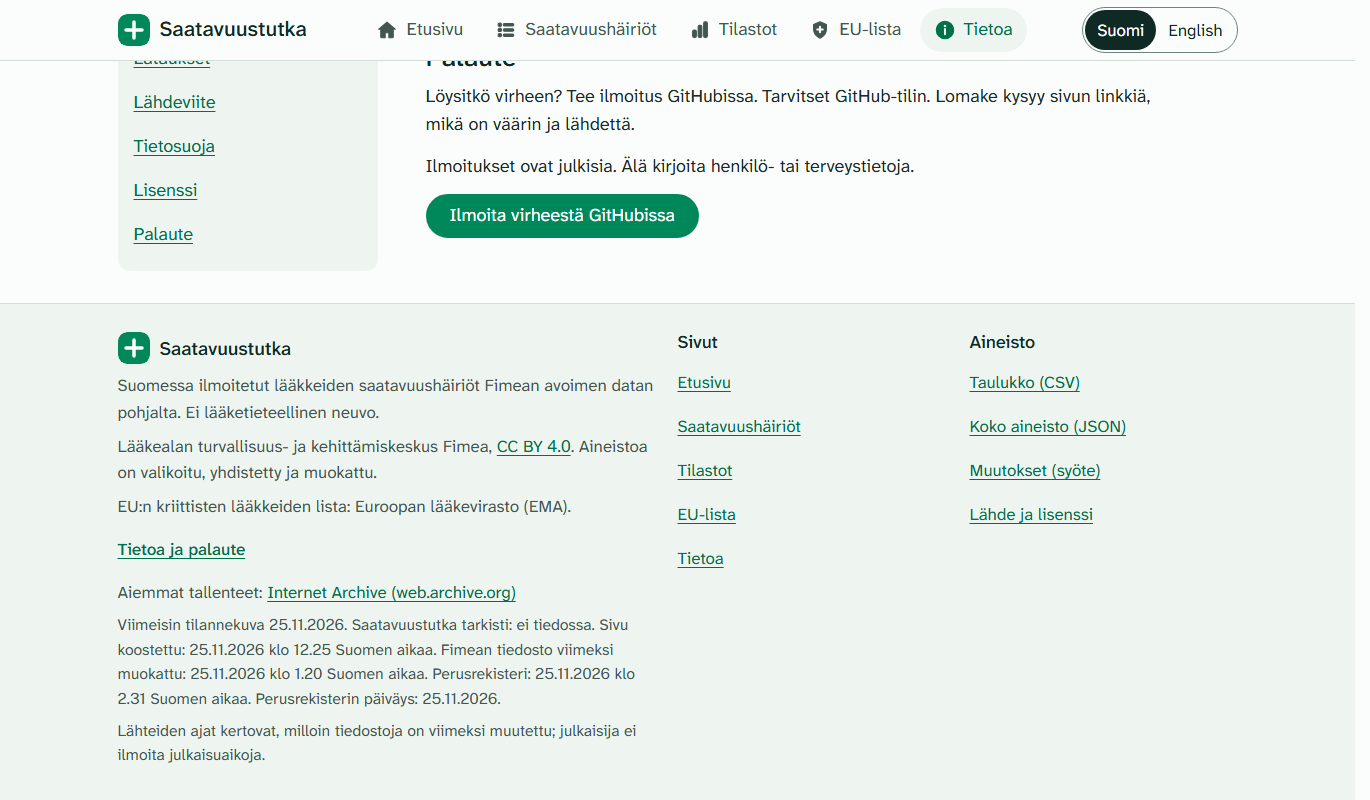 Saatavuustutka
Etusivu
Saatavuushäiriöt
Tilastot
EU-lista
Tietoa
Suomi
English
Lataukset
Lähdeviite
Tietosuoja
Lisenssi
Palaute
Palaute
Löysitkö virheen? Tee ilmoitus GitHubissa. Tarvitset GitHub-tilin. Lomake kysyy sivun linkkiä,
mikä on väärin ja lähdettä.
Ilmoitukset ovat julkisia. Älä kirjoita henkilö- tai terveystietoja.
Ilmoita virheestä GitHubissa
Saatavuustutka
Suomessa ilmoitetut lääkkeiden saatavuushäiriöt Fimean avoimen datan
pohjalta. Ei lääketieteellinen neuvo.
Lääkealan turvallisuus- ja kehittämiskeskus Fimea, CC BY 4.0. Aineistoa
on valikoitu, yhdistetty ja muokattu.
EU:n kriittisten lääkkeiden lista: Euroopan lääkevirasto (EMA).
Tietoa ja palaute
Aiemmat tallenteet: Internet Archive (web.archive.org)
Viimeisin tilannekuva 25.11.2026. Saatavuustutka tarkisti: ei tiedossa. Sivu
koostettu: 25.11.2026 klo 12.25 Suomen aikaa. Fimean tiedosto viimeksi
muokattu: 25.11.2026 klo 1.20 Suomen aikaa. Perusrekisteri: 25.11.2026 klo
2.31 Suomen aikaa. Perusrekisterin päiväys: 25.11.2026.
Lähteiden ajat kertovat, milloin tiedostoja on viimeksi muutettu; julkaisija ei
ilmoita julkaisuaikoja.
Sivut
Etusivu
Saatavuushäiriöt
Tilastot
EU-lista
Tietoa
Aineisto
Taulukko (CSV)
Koko aineisto (JSON)
Muutokset (syöte)
Lähde ja lisenssi